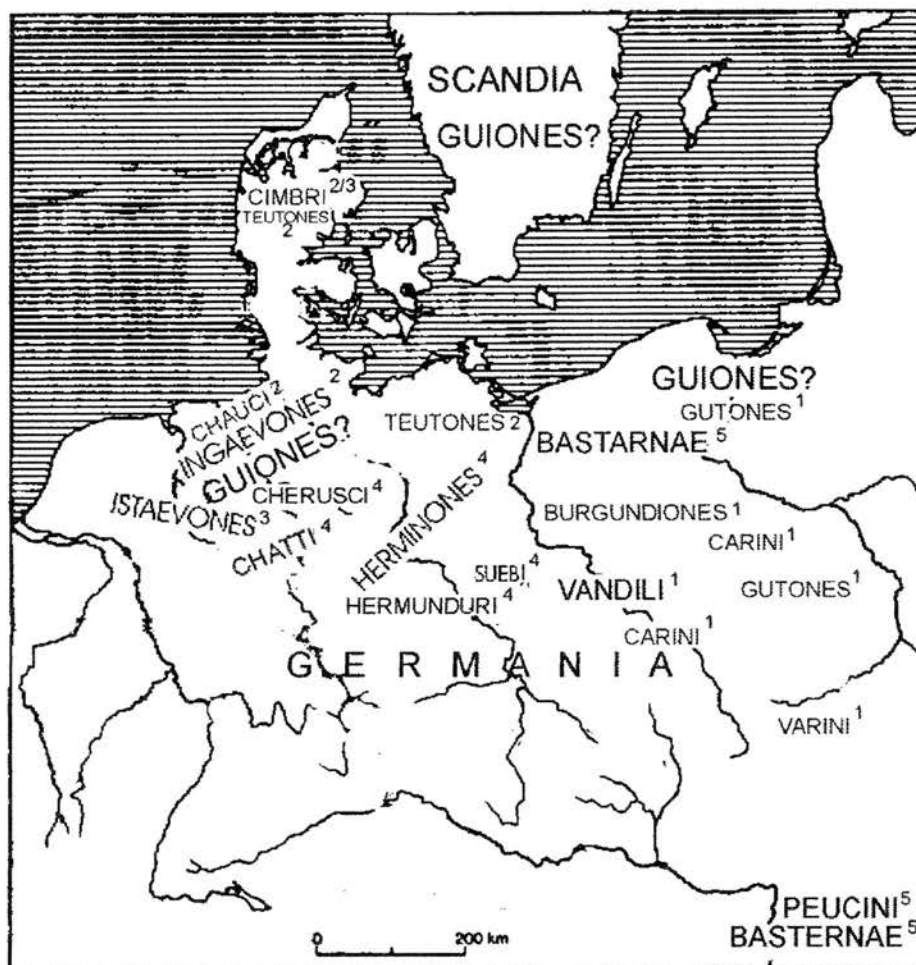 SCANDIA
GUIONES?
CIMBRI 2/3
TEUTONES
2
CHAUCI 2
INGAEVONES 2
GUIONES?
ISTAEVONES 3
CHERUSCI 4
CHATTI 4
HERMINONES 4
TEUTONES 2
GUIONES?
GUTONES 1
BASTARNAE 5
BURGUNDIONES 1
CARINI 1
SUEBI 4
VANDILI 1
GUTONES 1
HERMUNDURI 4
CARINI 1
GERMANIA
VARINI 1
PEUCINI 5
BASTERNAE 5
0 200 km